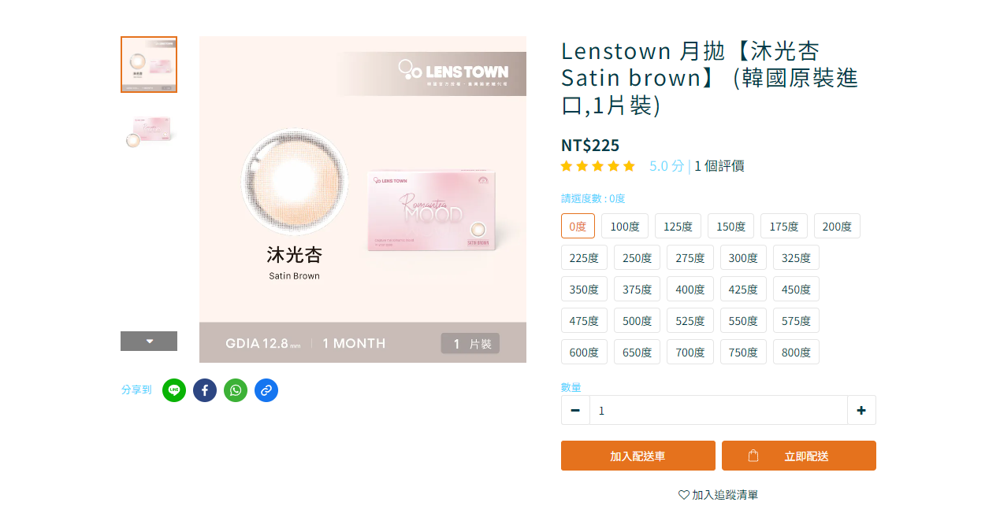 LENS TOWN
沐光杏
Satin Brown
LENS TOWN
Romantea
MOOD
SATIN BROWN
GDIA 12.8 mm | 1 MONTH
1 片裝
分享到
LINE
Lenstown 月拋【沐光杏
Satin brown】 (韓國原裝進
口,1片裝)
NT$225
5.0 分 | 1 個評價
請選度數 : 0度
0度 100度 125度 150度 175度 200度
225度 250度 275度 300度 325度
350度 375度 400度 425度 450度
475度 500度 525度 550度 575度
600度 650度 700度 750度 800度
數量
1
加入配送車 立即配送
加入追蹤清單